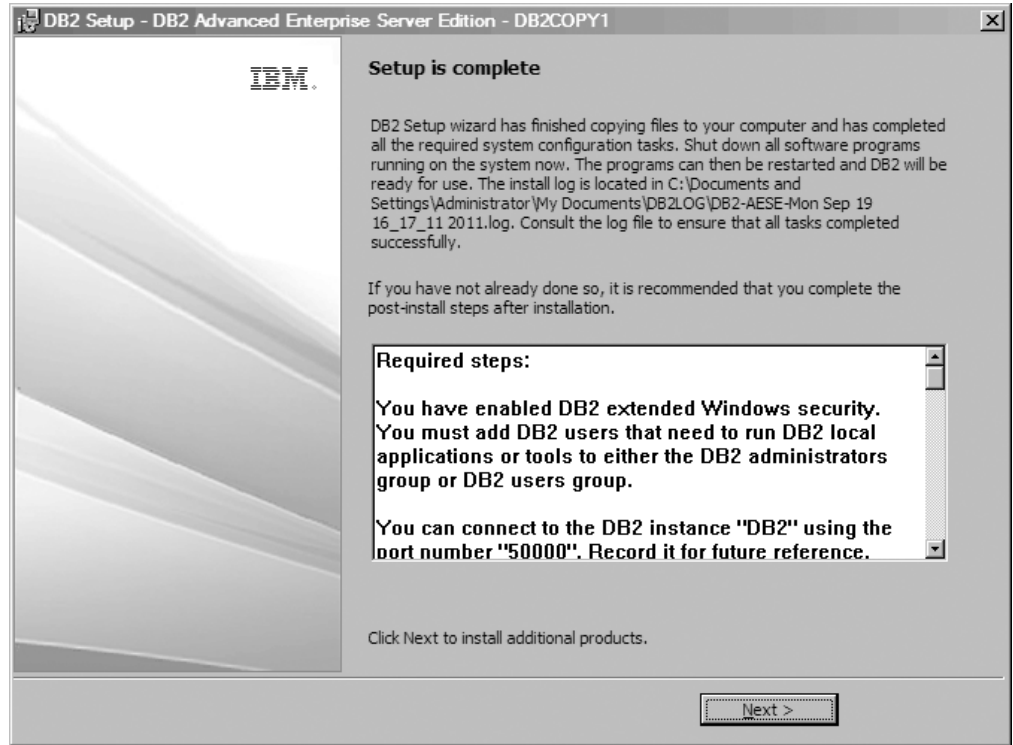 DB2 Setup - DB2 Advanced Enterprise Server Edition - DB2COPY1
IBM.
Setup is complete
DB2 Setup wizard has finished copying files to your computer and has completed
all the required system configuration tasks. Shut down all software programs
running on the system now. The programs can then be restarted and DB2 will be
ready for use. The install log is located in C:\Documents and
Settings\Administrator\My Documents\DB2LOG\DB2-AESE-Mon Sep 19
16_17_11 2011.log. Consult the log file to ensure that all tasks completed
successfully.
If you have not already done so, it is recommended that you complete the
post-install steps after installation.
Required steps:
You have enabled DB2 extended Windows security.
You must add DB2 users that need to run DB2 local
applications or tools to either the DB2 administrators
group or DB2 users group.
You can connect to the DB2 instance "DB2" using the
port number "50000". Record it for future reference.
Click Next to install additional products.
Next >